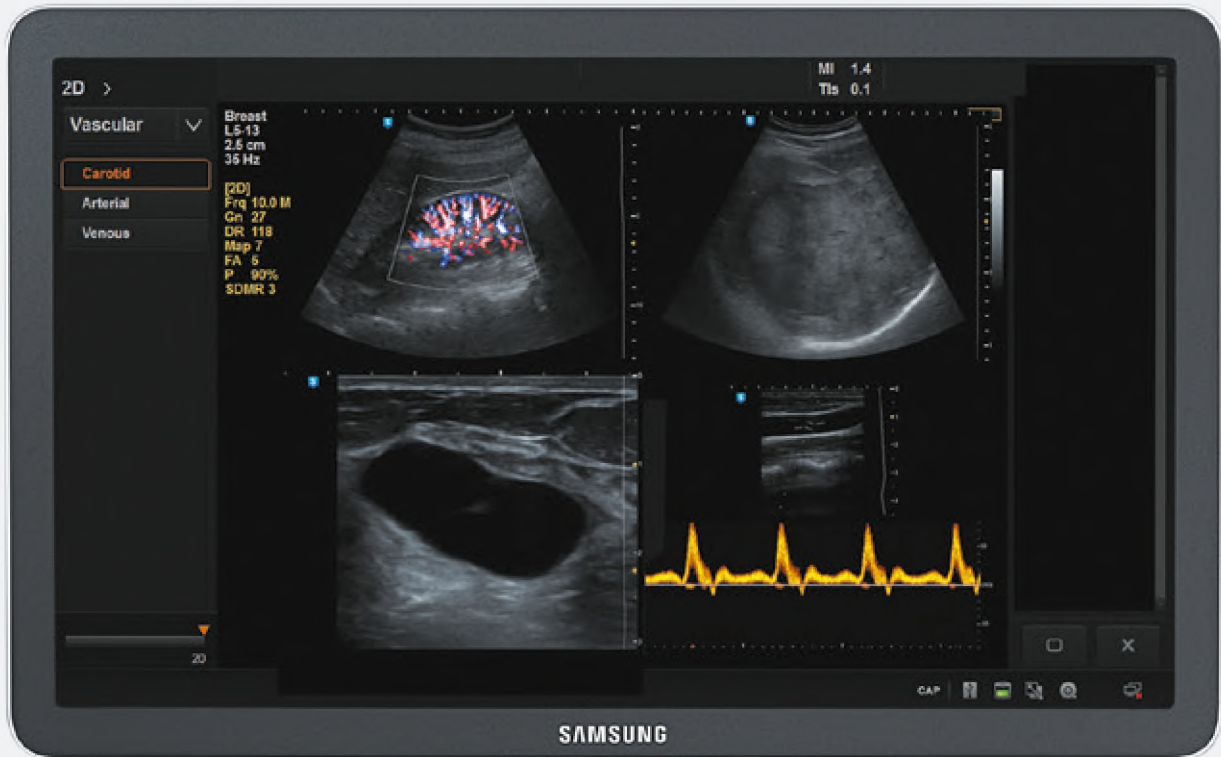 2D >
MI 1.4
TIs 0.1
Vascular
Carotid
Arterial
Venous
Breast
L5-13
2.5 cm
35 Hz
[2D]
Frq 10.0 M
Gn 27
DR 118
Map 7
FA 5
P 90%
SDMR 3
S
S
S
S
20
CAP
SAMSUNG